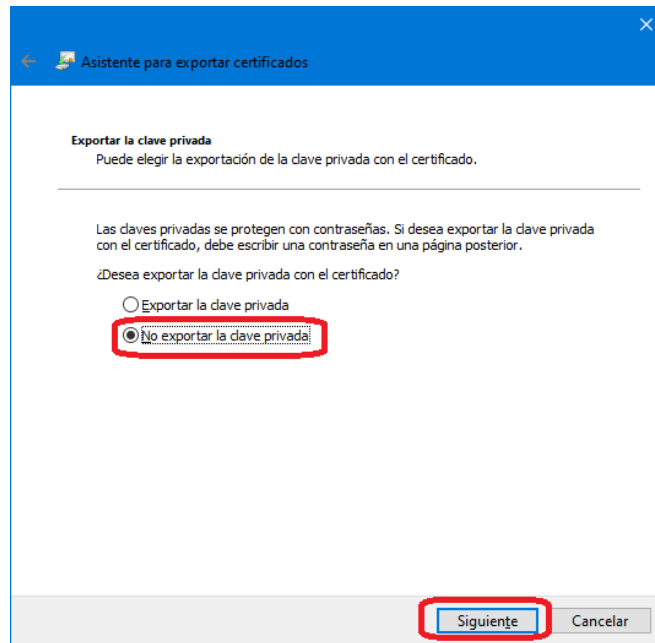 Asistente para exportar certificados
Exportar la clave privada
Puede elegir la exportación de la clave privada con el certificado.
Las claves privadas se protegen con contraseñas. Si desea exportar la clave privada
con el certificado, debe escribir una contraseña en una página posterior.
¿Desea exportar la clave privada con el certificado?
Exportar la clave privada
No exportar la clave privada
Siguiente
Cancelar